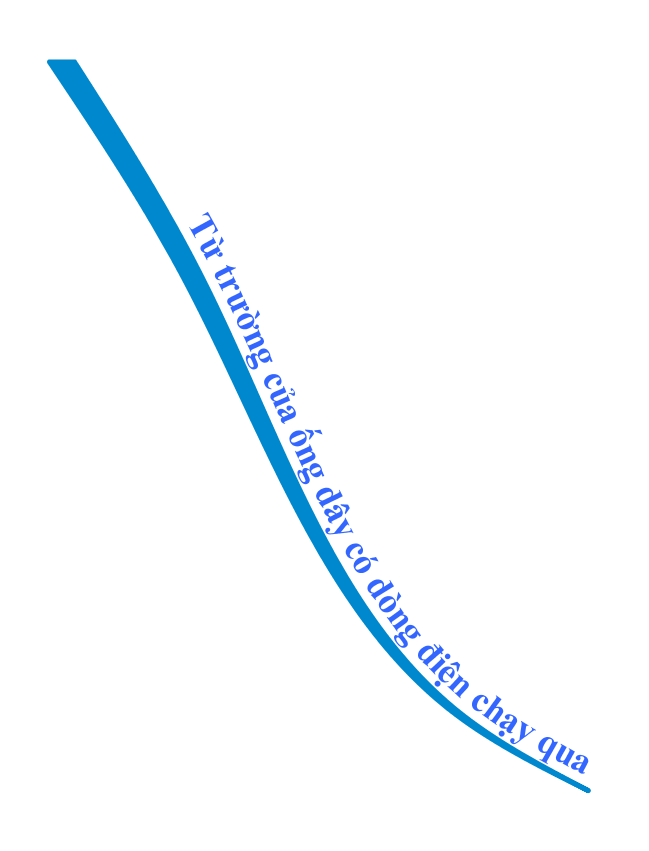 Từ trường của ống dây có dòng điện chạy qua